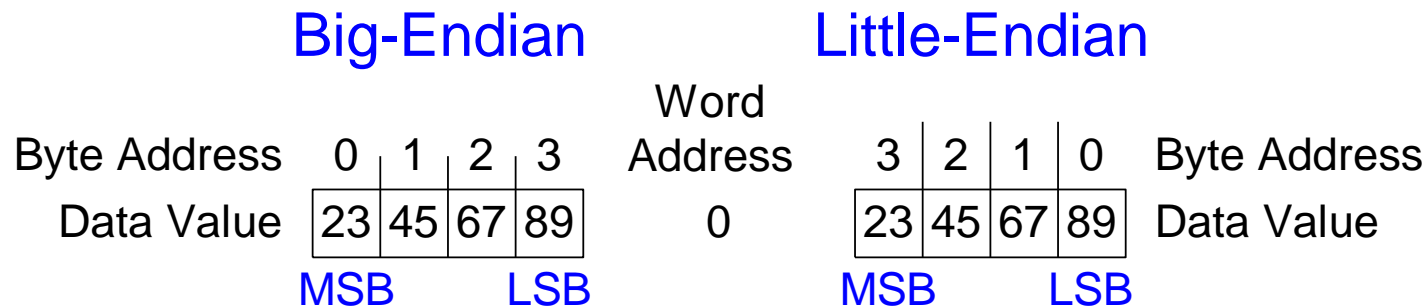 Big-Endian Little-Endian
Word
Byte Address 0 1 2 3 Address 3 2 1 0 Byte Address
Data Value 23 45 67 89 0 23 45 67 89 Data Value
MSB LSB MSB LSB